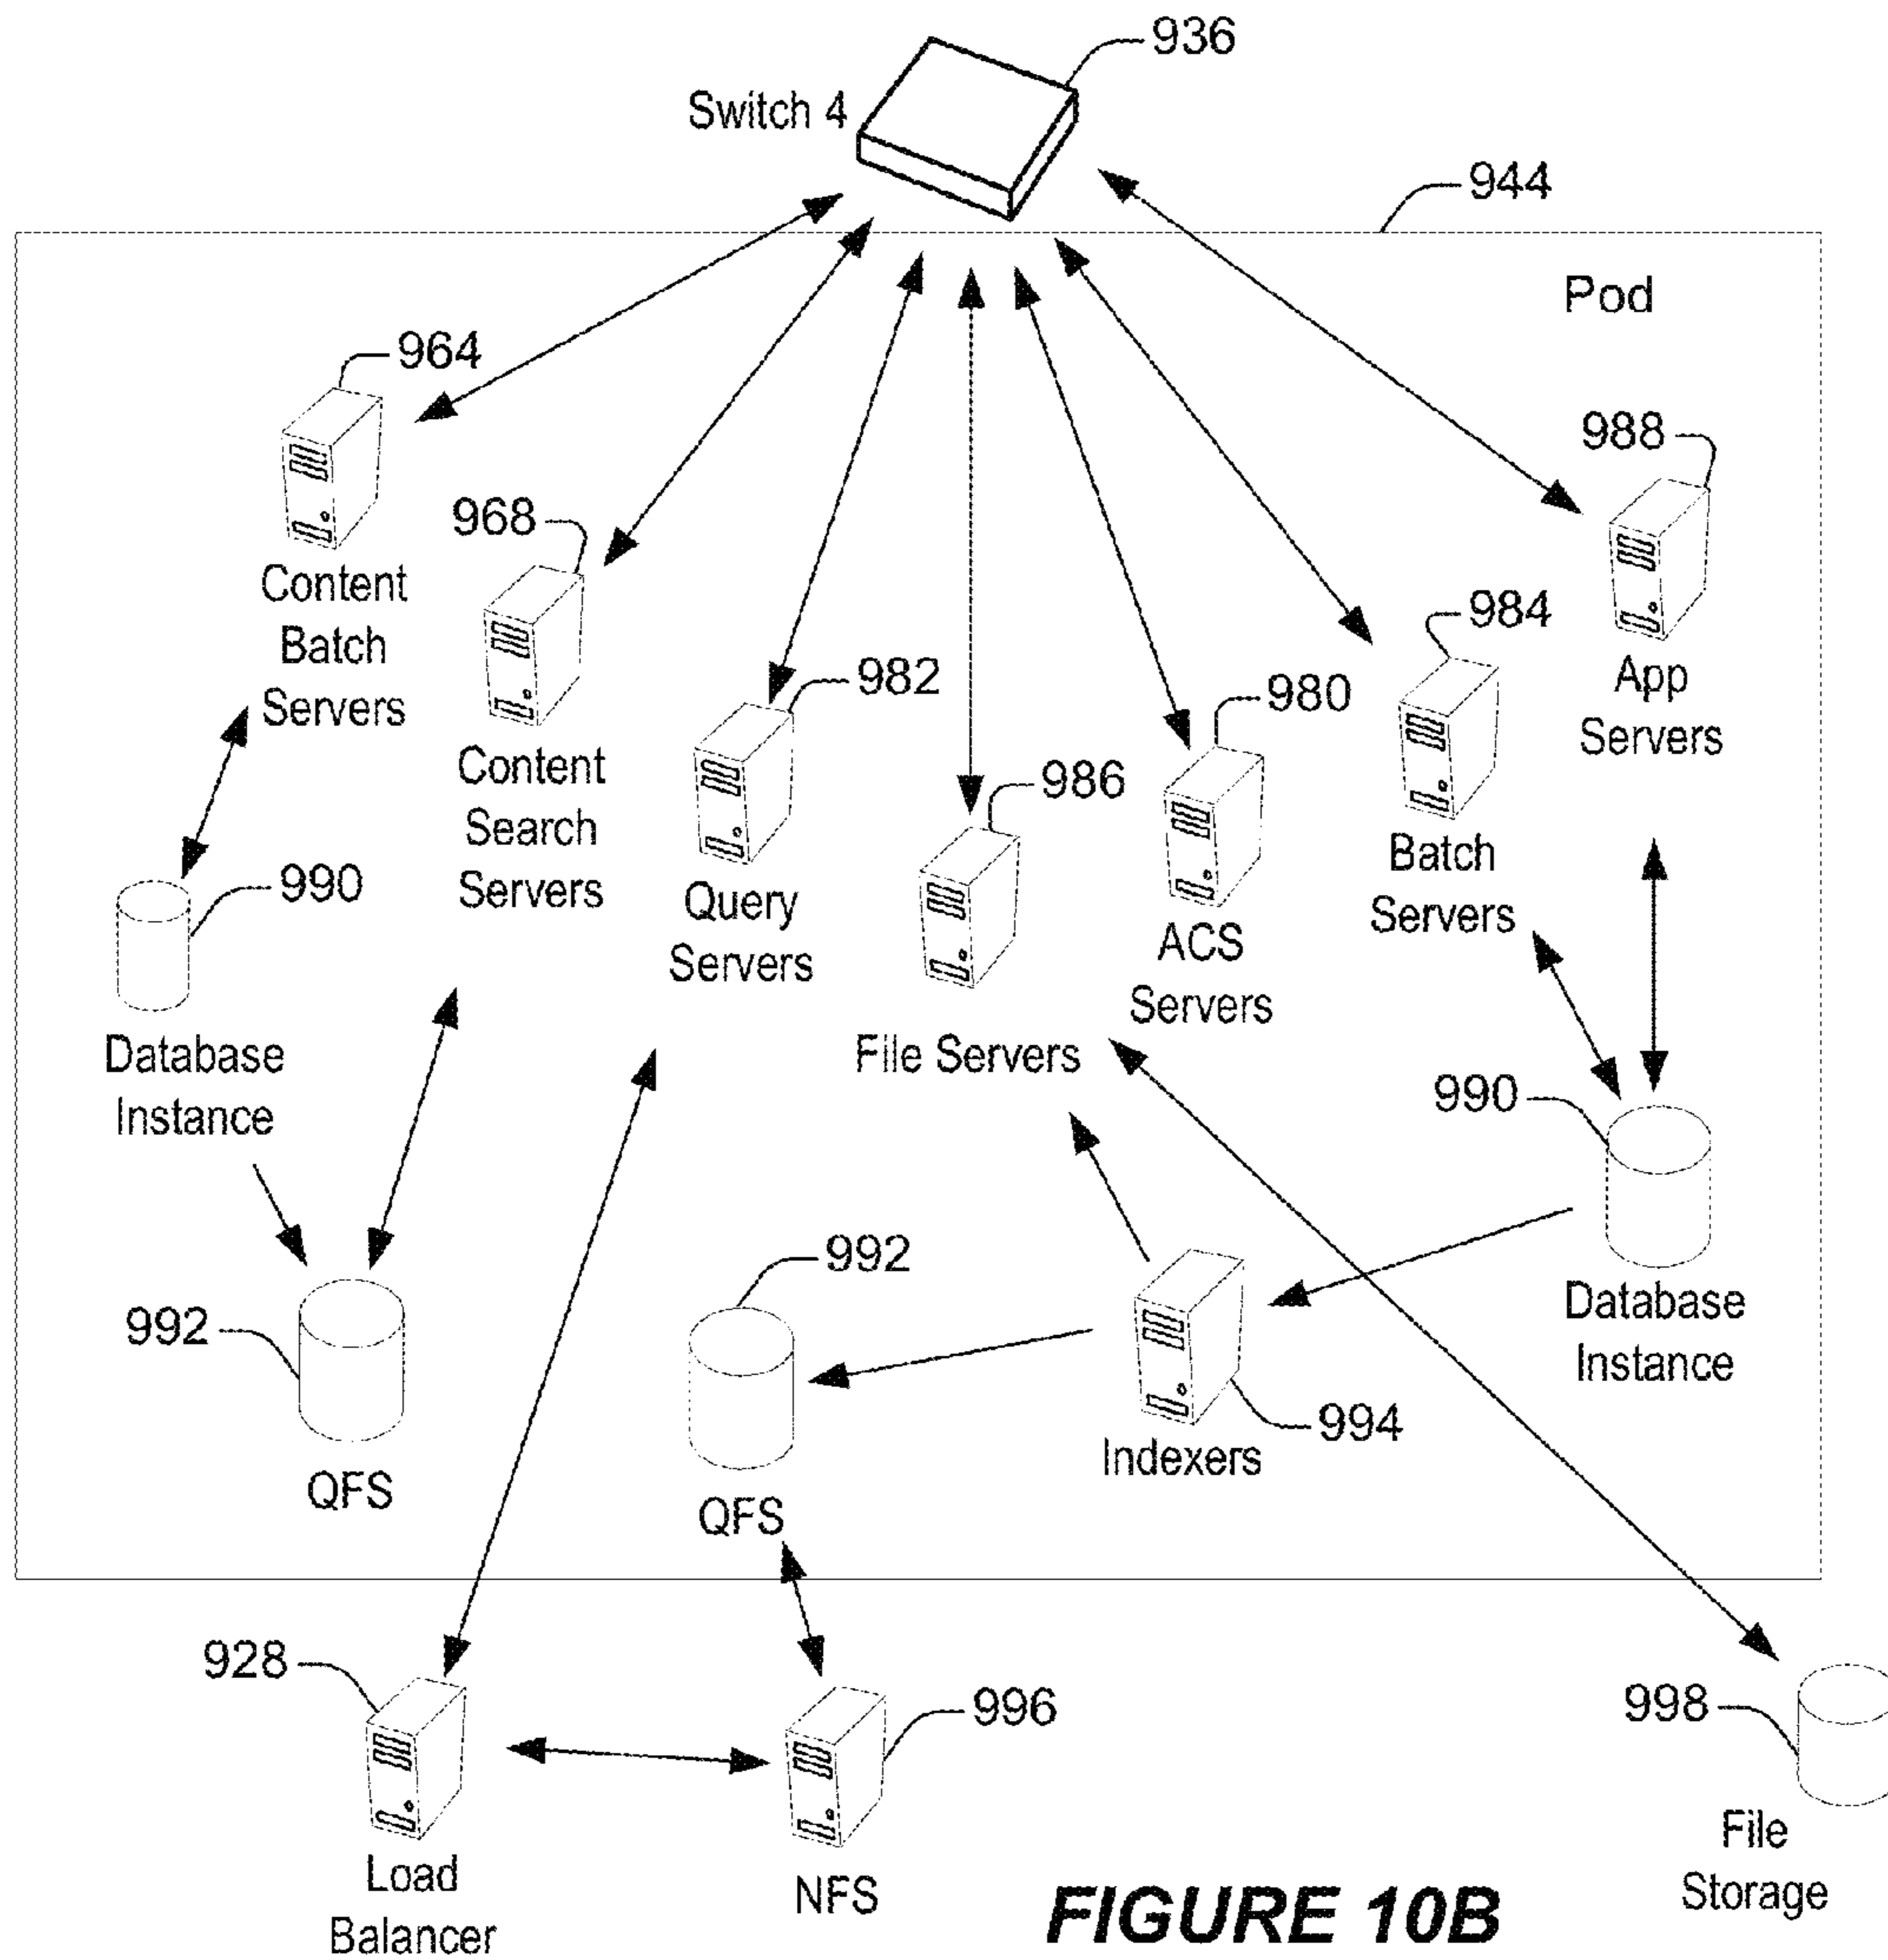 936
Switch 4
944
Pod
964
988
968
Content
Batch
Servers
984
982
980
App
Servers
Content
Search
Servers
986
990
Query
Servers
Batch
Servers
ACS
Servers
Database
Instance
File Servers
990
992
992
Database
Instance
994
Indexers
QFS
QFS
928
996
998
Load
Balancer
NFS
File
Storage
FIGURE 10B